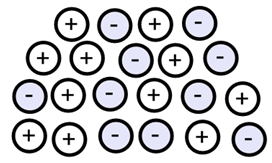 + - + -
+ + - + -
- + - + - +
+ + - - + -